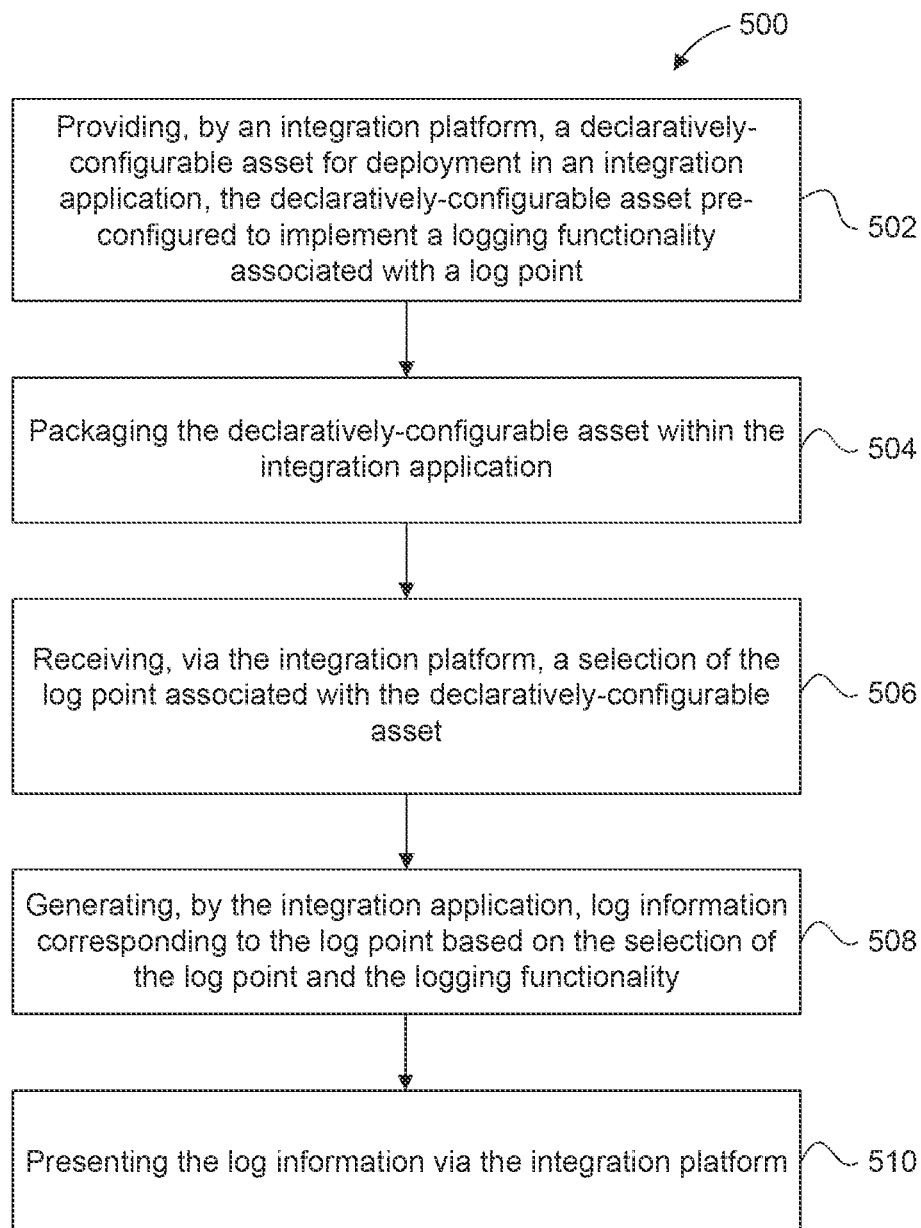 500
Providing, by an integration platform, a declaratively-
configurable asset for deployment in an integration
application, the declaratively-configurable asset pre-
configured to implement a logging functionality
associated with a log point
502
Packaging the declaratively-configurable asset within the
integration application
504
Receiving, via the integration platform, a selection of the
log point associated with the declaratively-configurable
asset
506
Generating, by the integration application, log information
corresponding to the log point based on the selection of
the log point and the logging functionality
508
Presenting the log information via the integration platform
510